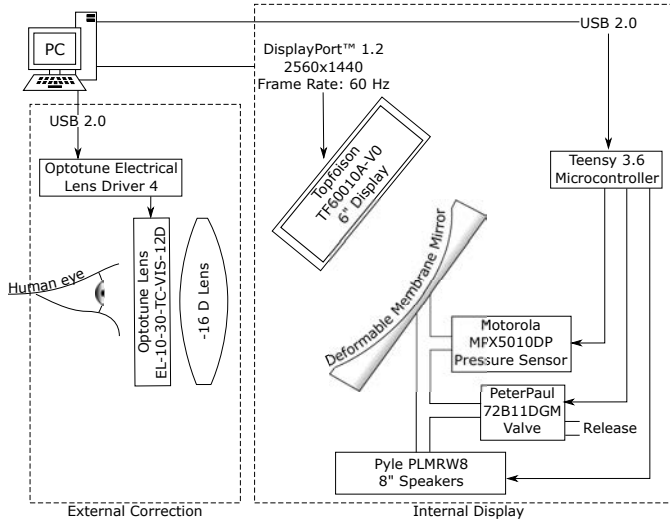 PC
USB 2.0
DisplayPort™ 1.2
2560x1440
Frame Rate: 60 Hz
USB 2.0
Optotune Electrical
Lens Driver 4
Topfoison
TF60010A-V0
6" Display
Teensy 3.6
Microcontroller
Human eye
Optotune Lens
EL-10-30-TC-VIS-12D
-16 D Lens
Deformable Membrane Mirror
Motorola
MPX5010DP
Pressure Sensor
PeterPaul
72B11DGM
Valve
Release
Pyle PLMRW8
8" Speakers
External Correction
Internal Display